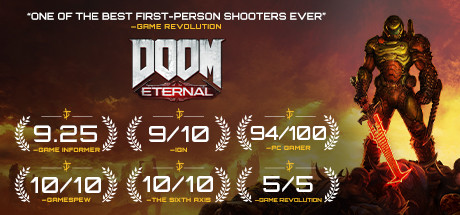 "ONE OF THE BEST FIRST-PERSON SHOOTERS EVER"
–GAME REVOLUTION
DOOM
ETERNAL
9.25
–GAME INFORMER
9/10
–IGN
94/100
–PC GAMER
10/10
–GAMESPEW
10/10
–THE SIXTH AXIS
5/5
–GAME REVOLUTION